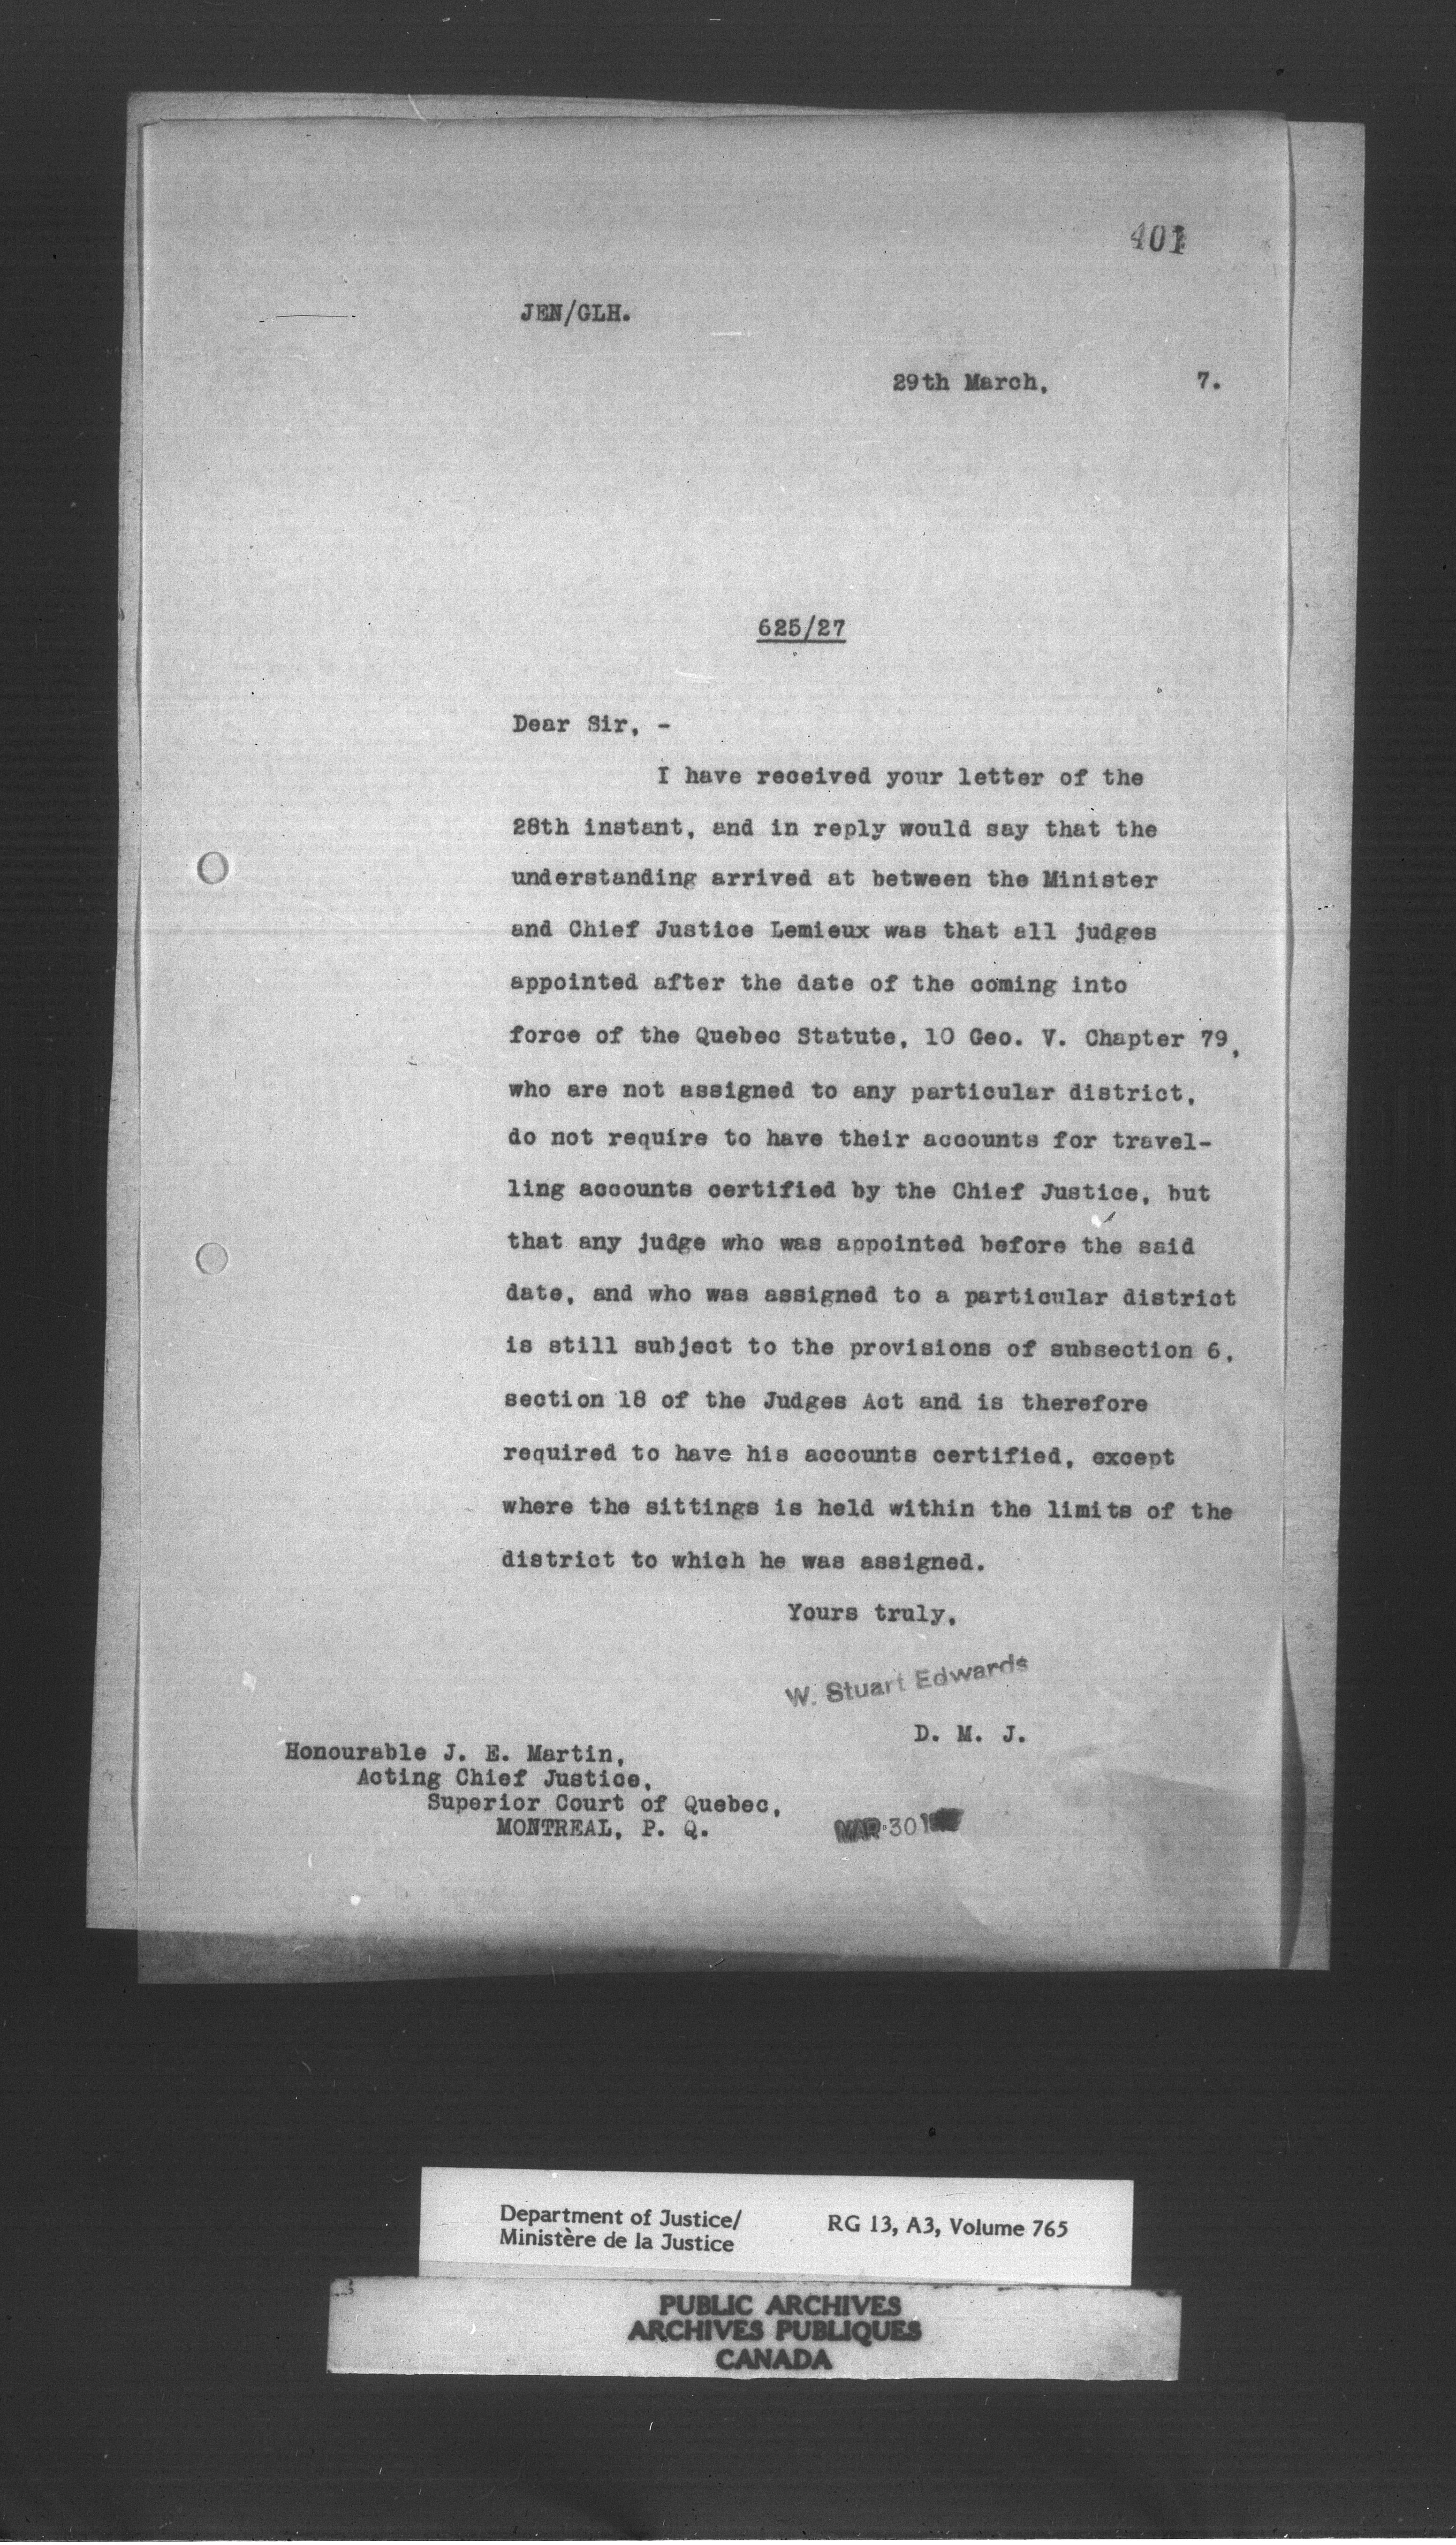 401
JEN/GLH.
29th March, 7.
625/27
Dear Sir, -
I have received your letter of the
28th instant, and in reply would say that the
understanding arrived at between the Minister
and Chief Justice Lemieux was that all judges
appointed after the date of the coming into
force of the Quebec Statute, 10 Geo. V. Chapter 79,
who are not assigned to any particular district,
do not require to have their accounts for travel-
ling accounts certified by the Chief Justice, but
that any judge who was appointed before the said
date, and who was assigned to a particular district
is still subject to the provisions of subsection 6,
section 18 of the Judges Act and is therefore
required to have his accounts certified, except
where the sittings is held within the limits of the
district to which he was assigned.
Yours truly,
W. Stuart Edwards
D. M. J.
Honourable J. E. Martin,
Acting Chief Justice,
Superior Court of Quebec,
MONTREAL, P. Q.
MAR 30
Department of Justice/
Ministère de la Justice
RG 13, A3, Volume 765
PUBLIC ARCHIVES
ARCHIVES PUBLIQUES
CANADA